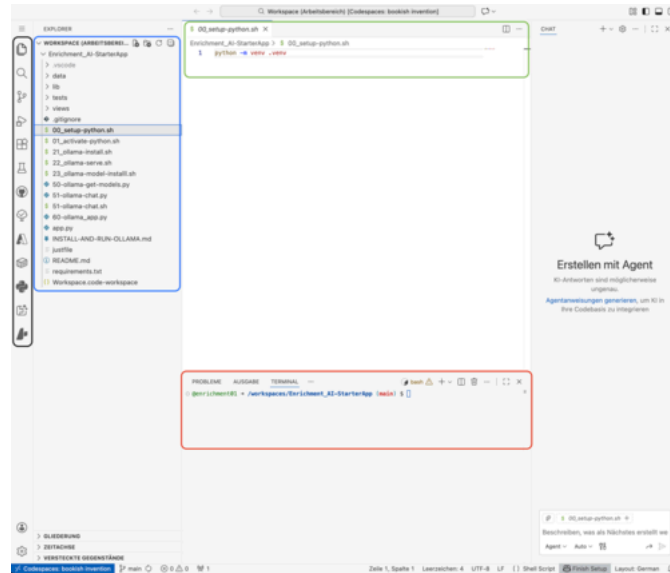 Workspace (Arbeitsbereich) [Codespaces: bookish invention]
EXPLORER
WORKSPACE (ARBEITSBEREI...
Enrichment_AI-StarterApp
.vscode
data
lib
tests
views
.gitignore
00_setup-python.sh
01_activate-python.sh
21_ollama-install.sh
22_ollama-serve.sh
23_ollama-model-installl.sh
50-ollama-get-models.py
51-ollama-chat.py
51-ollama-chat.sh
60-ollama_app.py
app.py
INSTALL-AND-RUN-OLLAMA.md
justfile
README.md
requirements.txt
Workspace.code-workspace
GLIEDERUNG
ZEITACHSE
VERSTECKTE GEGENSTÄNDE
00_setup-python.sh
Enrichment_AI-StarterApp > $ 00_setup-python.sh
1 python -m venv .venv
PROBLEME AUSGABE TERMINAL
bash
@enrichment01 → /workspaces/Enrichment_AI-StarterApp (main) $
CHAT
Erstellen mit Agent
KI-Antworten sind möglicherweise
ungenau.
Agentanweisungen generieren, um KI in
Ihre Codebasis zu integrieren
00_setup-python.sh
Beschreiben, was als Nächstes erstellt we
Agent Auto
Codespaces: bookish invention main 0 0 1 Zeile 1, Spalte 1 Leerzeichen: 4 UTF-8 LF {} Shell Script Finish Setup Layout: German